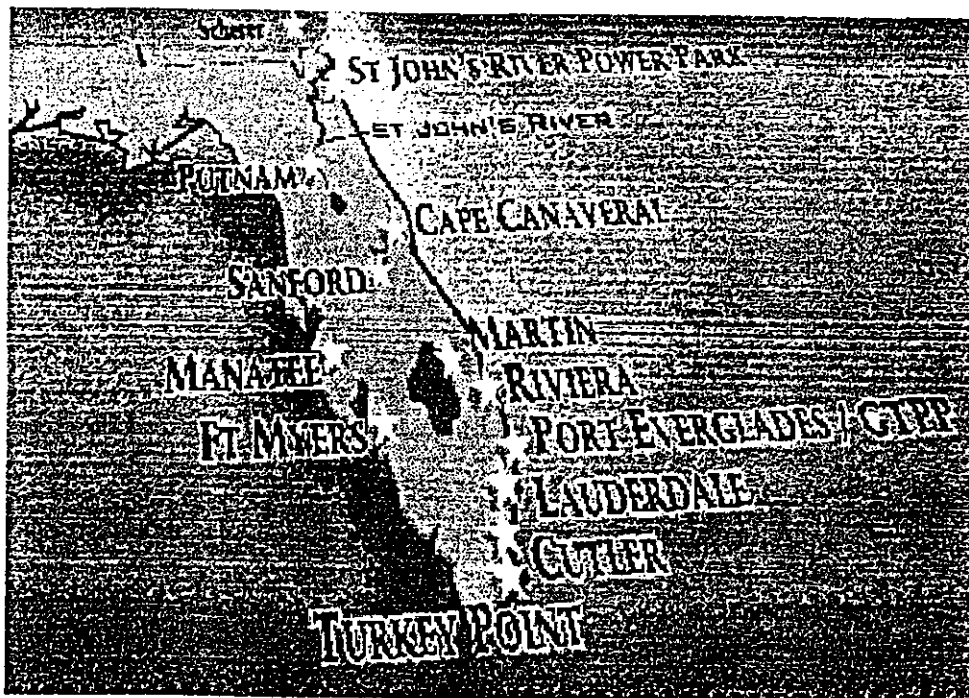 Scherer
ST JOHN'S RIVER POWER PARK
ST JOHN'S RIVER
PUTNAM
CAPE CANAVERAL
SANFORD
MARTIN
MANATEE
RIVIERA
FT. MYERS
PORT EVERGLADES / GTPP
LAUDERDALE
CUTLER
TURKEY POINT